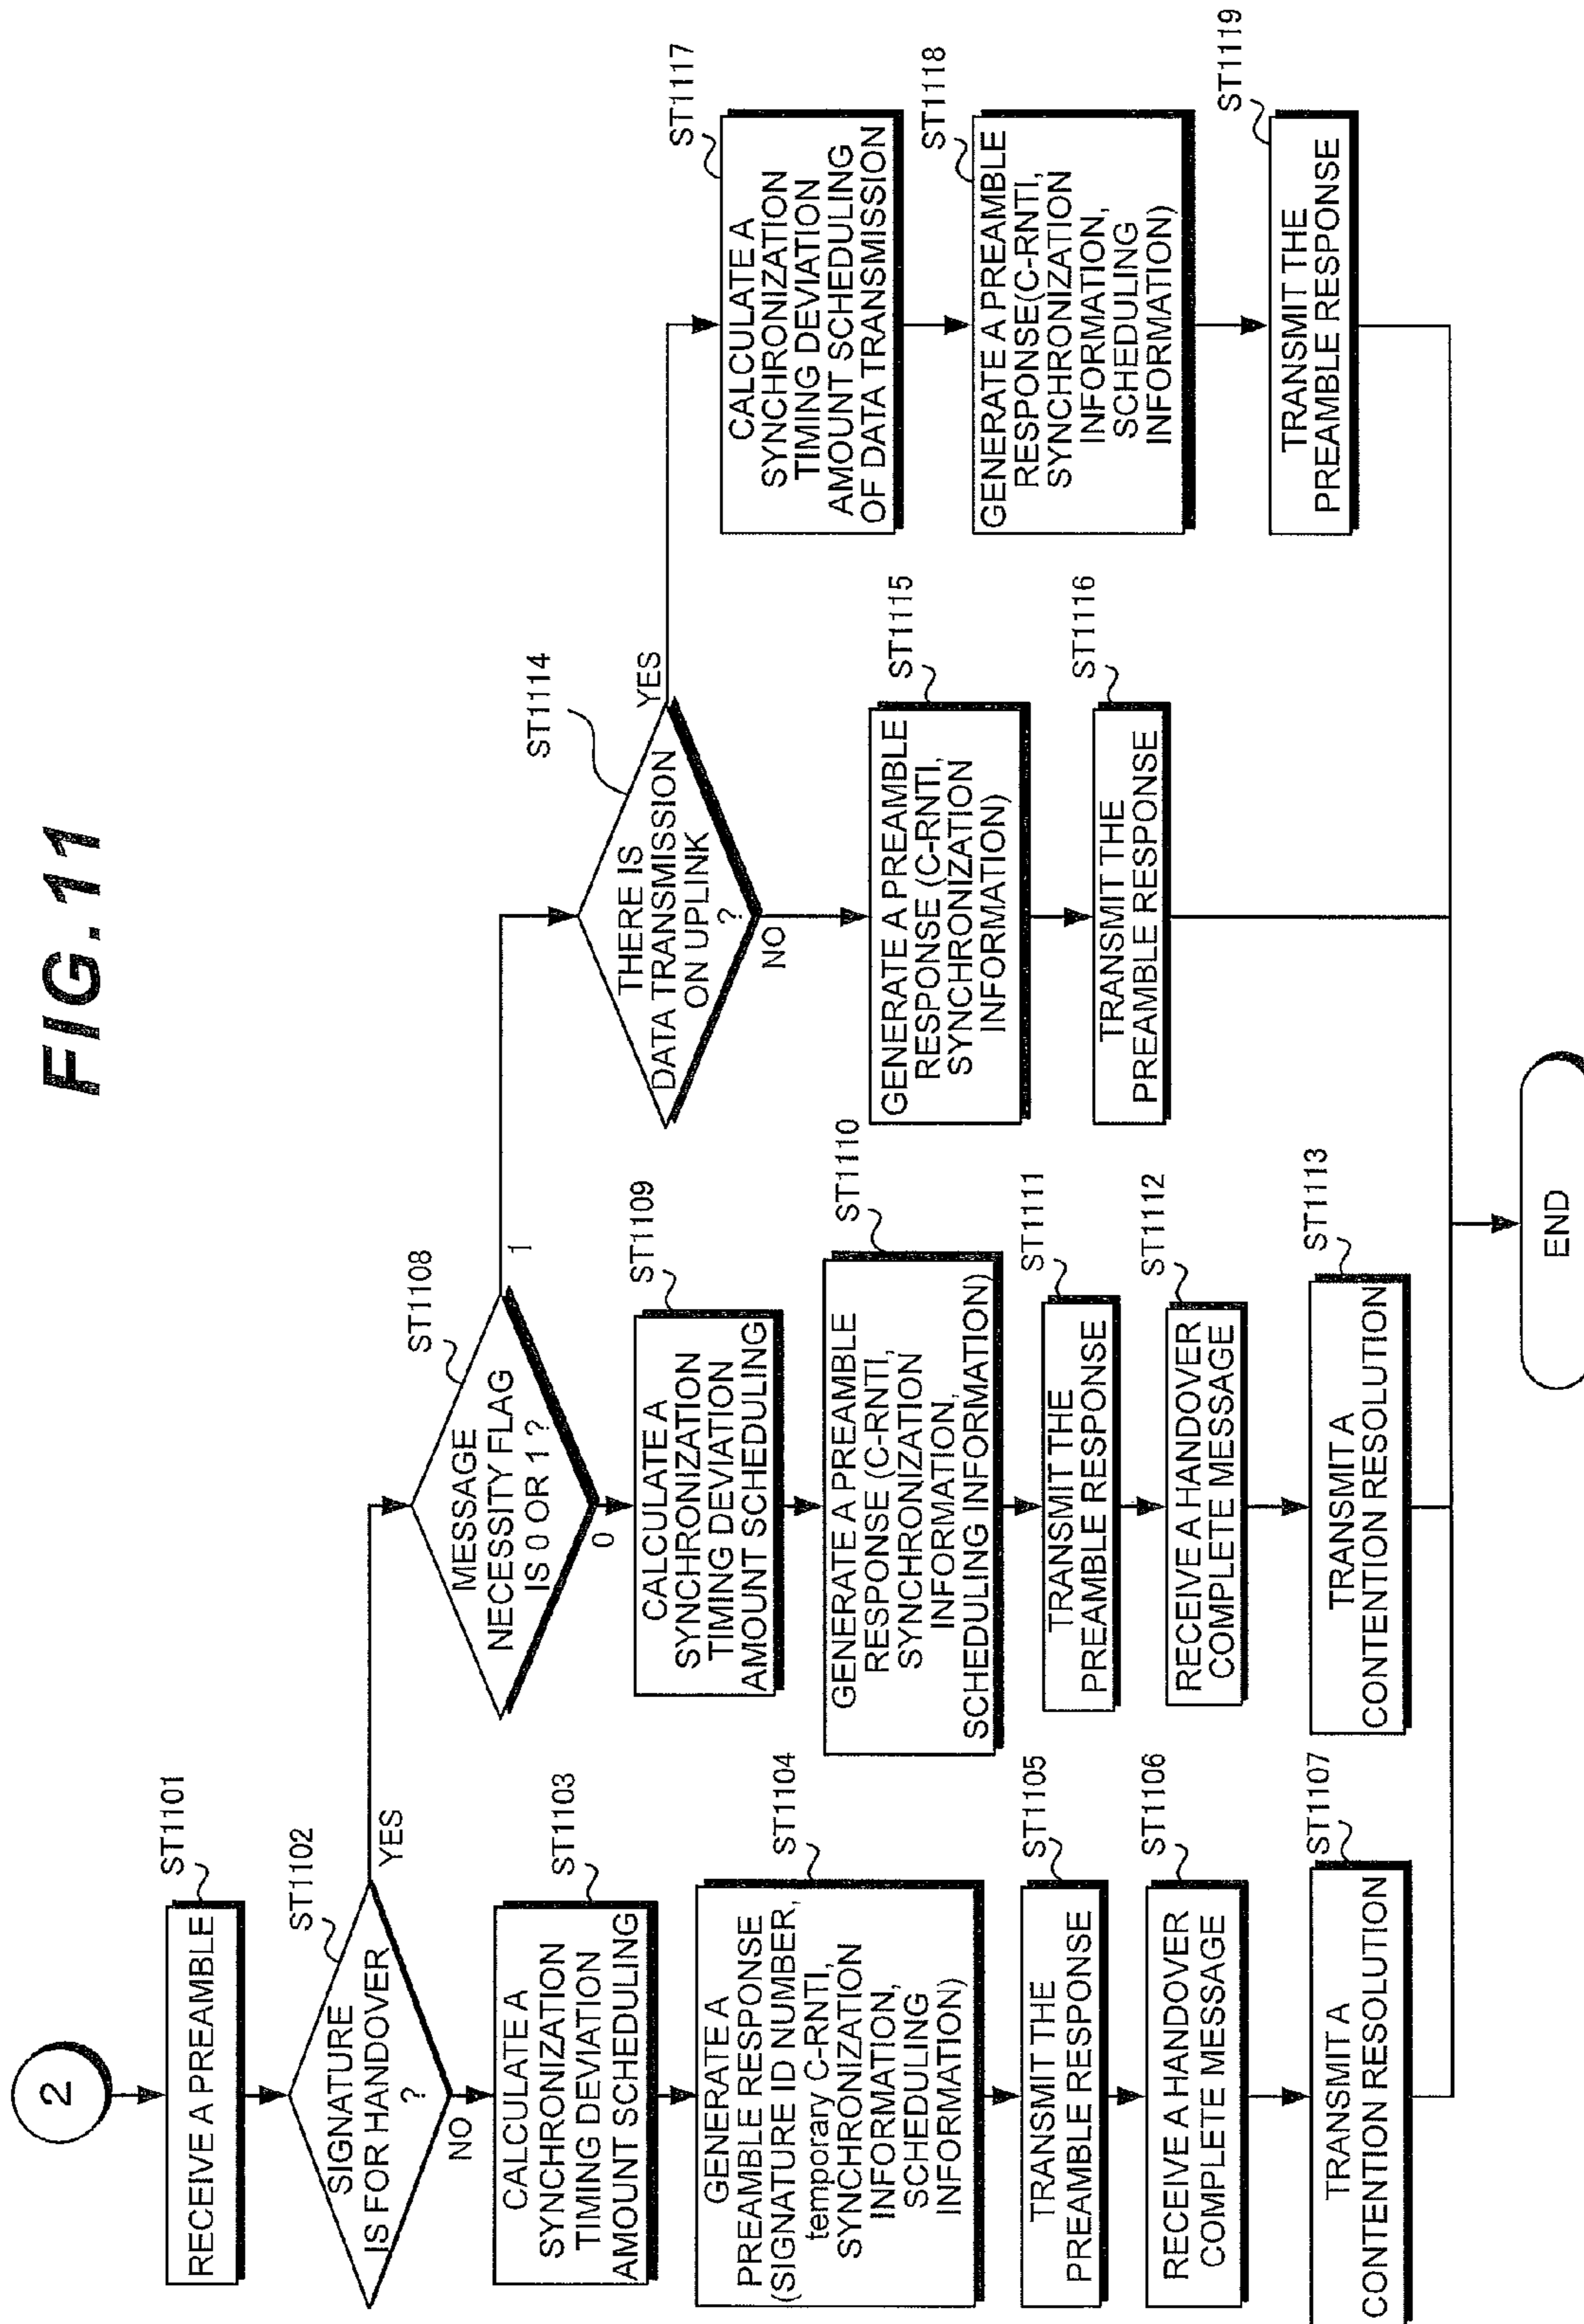 FIG.11
2
RECEIVE A PREAMBLE
ST1101
SIGNATURE
IS FOR HANDOVER
?
ST1102
YES
NO
CALCULATE A
SYNCHRONIZATION
TIMING DEVIATION
AMOUNT SCHEDULING
ST1103
GENERATE A
PREAMBLE RESPONSE
(SIGNATURE ID NUMBER,
temporary C-RNTI,
SYNCHRONIZATION
INFORMATION,
SCHEDULING
INFORMATION)
ST1104
TRANSMIT THE
PREAMBLE RESPONSE
ST1105
RECEIVE A HANDOVER
COMPLETE MESSAGE
ST1106
TRANSMIT A
CONTENTION RESOLUTION
ST1107
MESSAGE
NECESSITY FLAG
IS 0 OR 1 ?
ST1108
1
0
CALCULATE A
SYNCHRONIZATION
TIMING DEVIATION
AMOUNT SCHEDULING
ST1109
GENERATE A PREAMBLE
RESPONSE (C-RNTI,
SYNCHRONIZATION
INFORMATION,
SCHEDULING INFORMATION)
ST1110
TRANSMIT THE
PREAMBLE RESPONSE
ST1111
RECEIVE A HANDOVER
COMPLETE MESSAGE
ST1112
TRANSMIT A
CONTENTION RESOLUTION
ST1113
THERE IS
DATA TRANSMISSION
ON UPLINK
?
ST1114
YES
NO
GENERATE A PREAMBLE
RESPONSE (C-RNTI,
SYNCHRONIZATION
INFORMATION)
ST1115
TRANSMIT THE
PREAMBLE RESPONSE
ST1116
CALCULATE A
SYNCHRONIZATION
TIMING DEVIATION
AMOUNT SCHEDULING
OF DATA TRANSMISSION
ST1117
GENERATE A PREAMBLE
RESPONSE(C-RNTI,
SYNCHRONIZATION
INFORMATION,
SCHEDULING
INFORMATION)
ST1118
TRANSMIT THE
PREAMBLE RESPONSE
ST1119
END